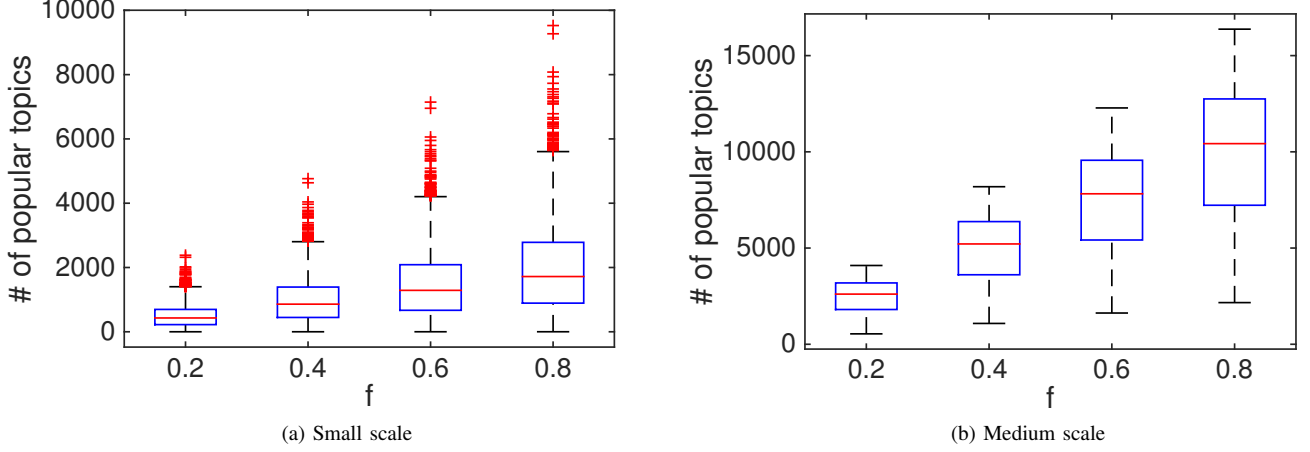 10000
8000
6000
4000
2000
0
# of popular topics
0.2 0.4 0.6 0.8
f
(a) Small scale
15000
10000
5000
0
# of popular topics
0.2 0.4 0.6 0.8
f
(b) Medium scale